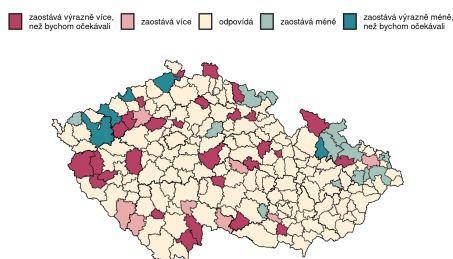 zaostává výrazně více,
než bychom očekávali
zaostává více
odpovídá
zaostává méně
zaostává výrazně méně,
než bychom očekávali